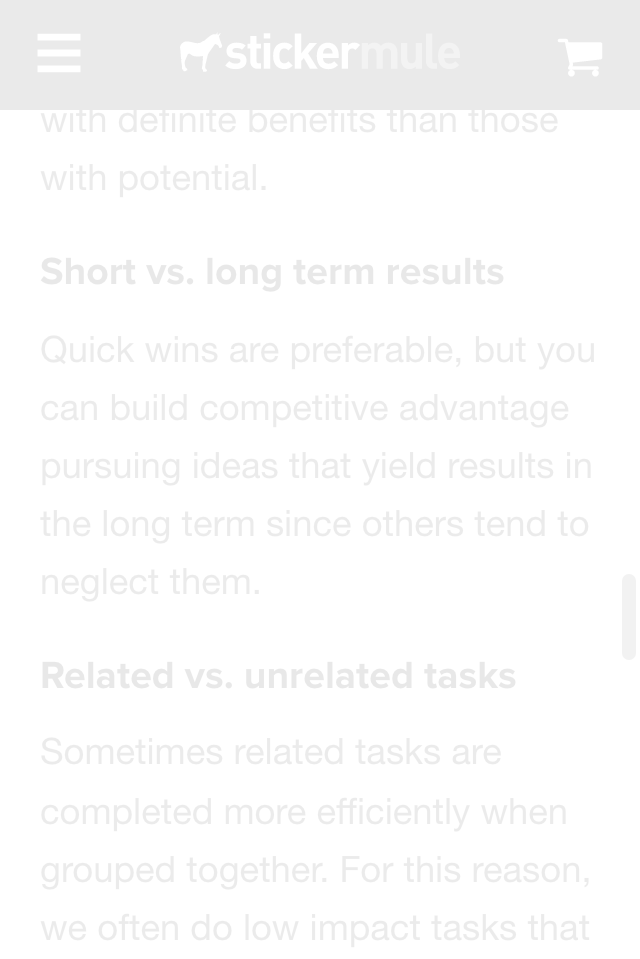 stickermule
with definite benefits than those
with potential.
Short vs. long term results
Quick wins are preferable, but you
can build competitive advantage
pursuing ideas that yield results in
the long term since others tend to
neglect them.
Related vs. unrelated tasks
Sometimes related tasks are
completed more efficiently when
grouped together. For this reason,
we often do low impact tasks that